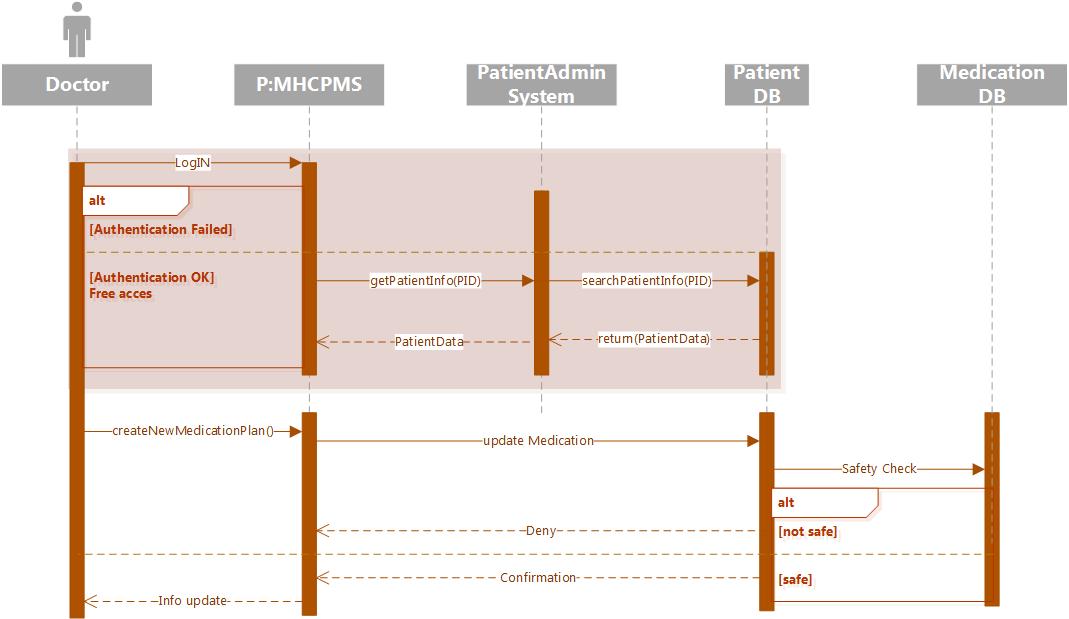 Doctor
P:MHCPMS
PatientAdmin
System
Patient
DB
Medication
DB
LogIN
alt
[Authentication Failed]
[Authentication OK]
Free acces
getPatientInfo(PID)
searchPatientInfo(PID)
PatientData
return(PatientData)
createNewMedicationPlan()
update Medication
Safety Check
alt
Deny
[not safe]
Confirmation
[safe]
Info update